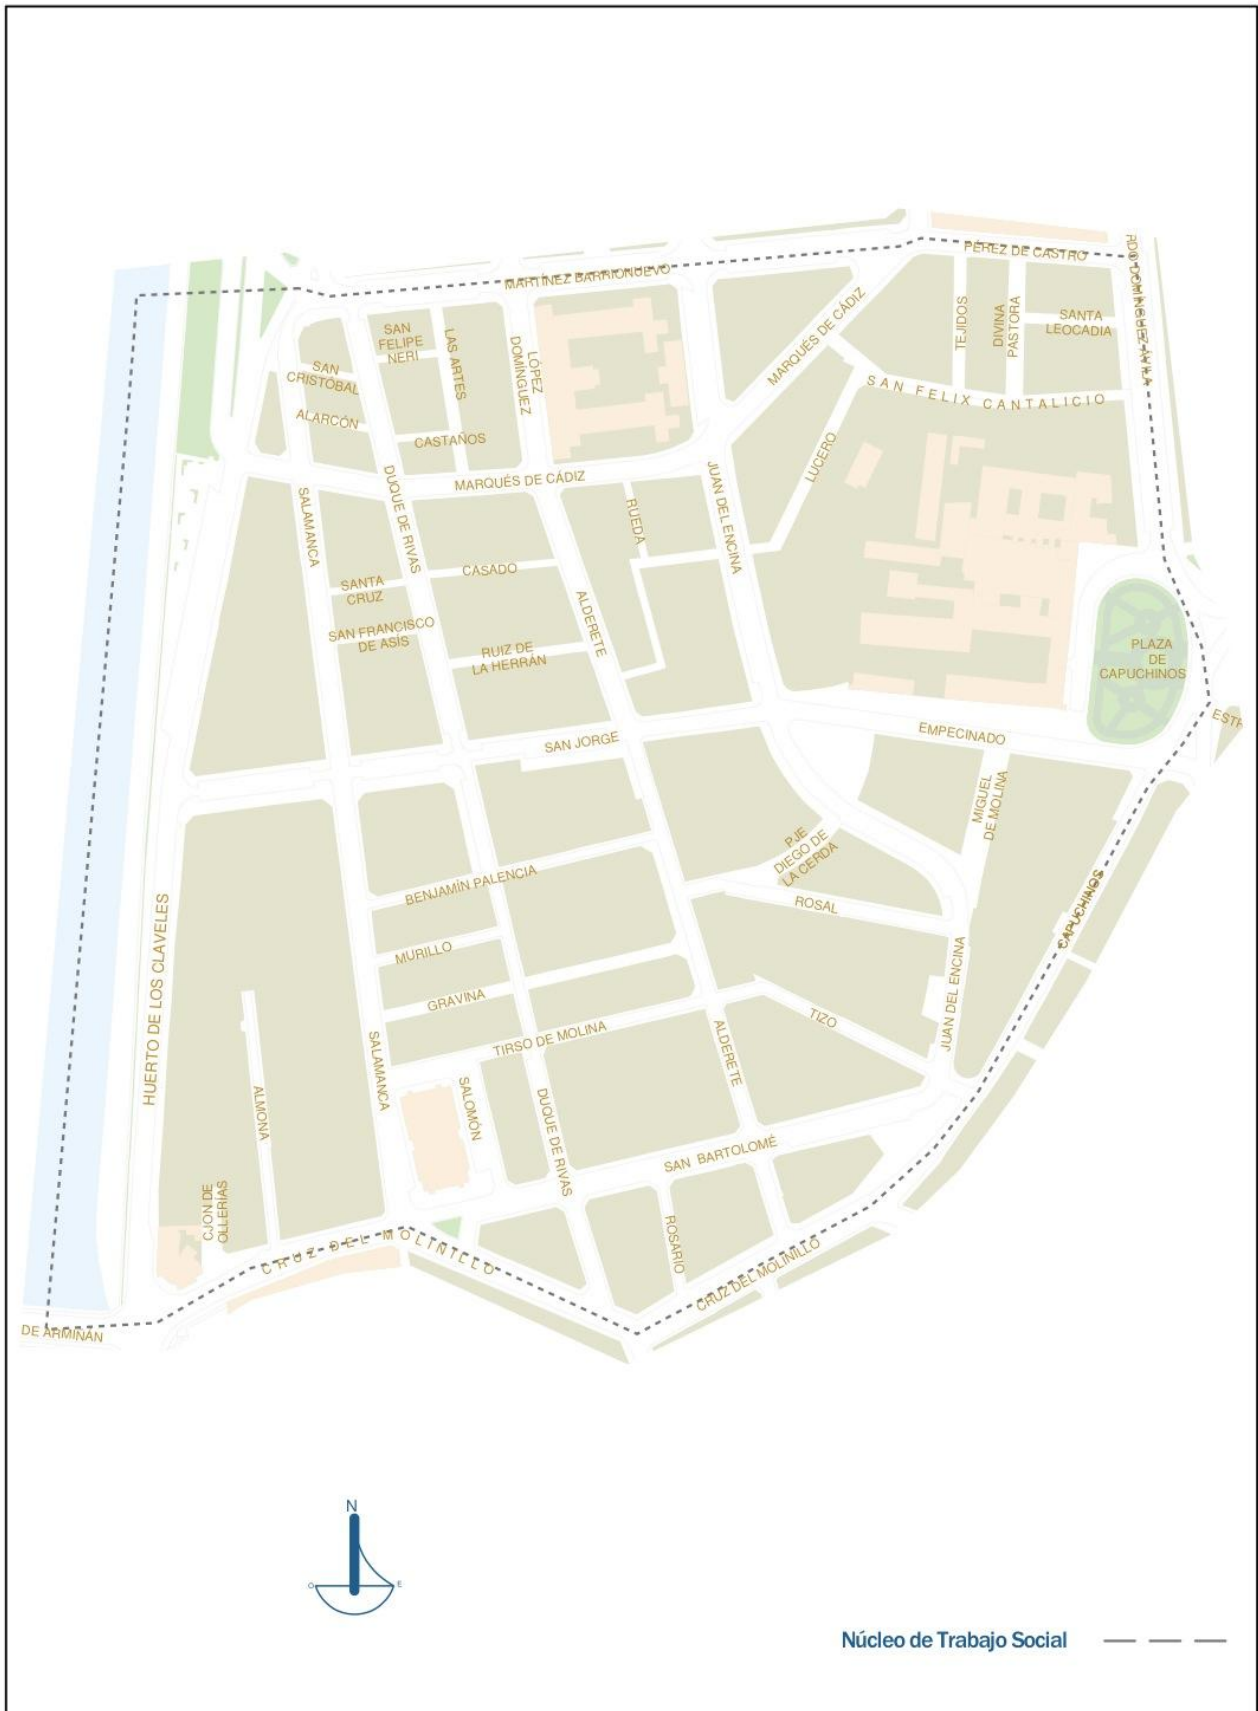 PÉREZ DE CASTRO
MARTÍNEZ BARRIONUEVO
DOMÍNGUEZ ÁVILA
SAN
FELIPE
NERI
LAS ARTES
LÓPEZ
DOMÍNGUEZ
MARQUÉS DE CÁDIZ
TEJIDOS
DIVINA
PASTORA
SANTA
LEOCADIA
SAN
CRISTÓBAL
ALARCÓN
CASTAÑOS
SAN FELIX CANTALICIO
LUCERO
MARQUÉS DE CÁDIZ
SALAMANCA
DUQUE DE RIVAS
RUEDA
JUAN DEL ENCINA
SANTA
CRUZ
CASADO
ALDERETE
SAN FRANCISCO
DE ASÍS
RUIZ DE
LA HERRÁN
PLAZA
DE
CAPUCHINOS
SAN JORGE
EMPECINADO
MIGUEL
DE MOLINA
PJE
DIEGO DE
LA CERDA
BENJAMÍN PALENCIA
ROSAL
CAPUCHINOS
MURILLO
HUERTO DE LOS CLAVELES
GRAVINA
JUAN DEL ENCINA
TIZO
TIRSO DE MOLINA
SALAMANCA
ALDERETE
ALMONA
SALOMÓN
DUQUE DE RIVAS
SAN BARTOLOMÉ
CJON DE
OLLERÍAS
ROSARIO
CRUZ DEL MOLINILLO
CRUZ DEL MOLINILLO
DE ARMIÑÁN
N
O
E
Núcleo de Trabajo Social